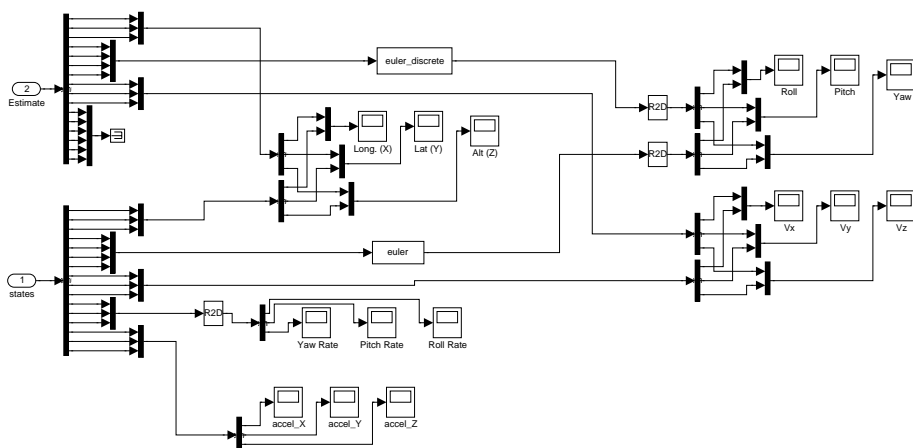 2
Estimate
euler_discrete
R2D
Roll
Pitch
Yaw
Long. (X)
Lat (Y)
Alt (Z)
R2D
1
states
euler
Vx
Vy
Vz
R2D
Yaw Rate
Pitch Rate
Roll Rate
accel_X
accel_Y
accel_Z